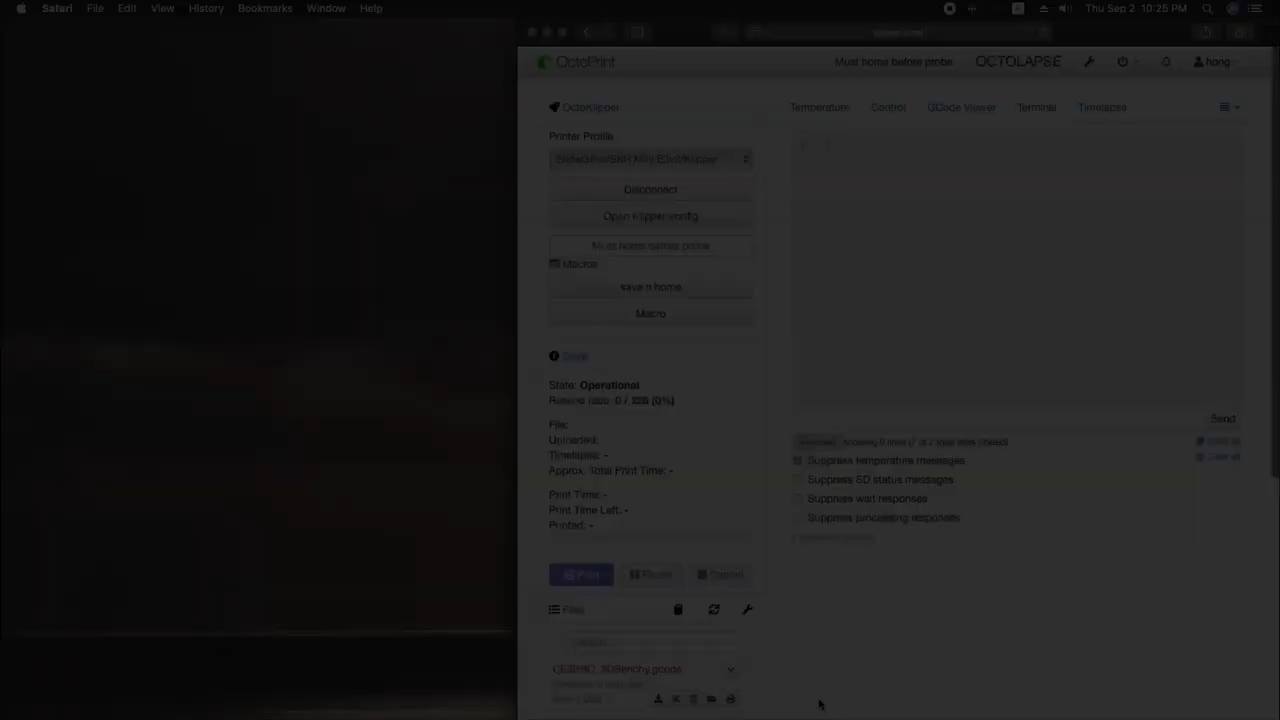 Safari File Edit View History Bookmarks Window Help
Thu Sep 2 10:25 PM
OctoPrint
Must home before probe
OCTOLAPSE
hong
OctoKlipper
Printer Profile
Disconnect
Open Klipper config
Must home before probe
Macros
save n home
Macro
State
State: Operational
File:
Uploaded:
Timelapse: -
Approx. Total Print Time: -
Print Time: -
Print Time Left: -
Printed: -
Print
Pause
Cancel
Files
CE3PRO_3DBenchy.gcode
Temperature Control GCode Viewer Terminal Timelapse
Send
Suppress temperature messages
Suppress SD status messages
Suppress wait responses
Suppress processing responses